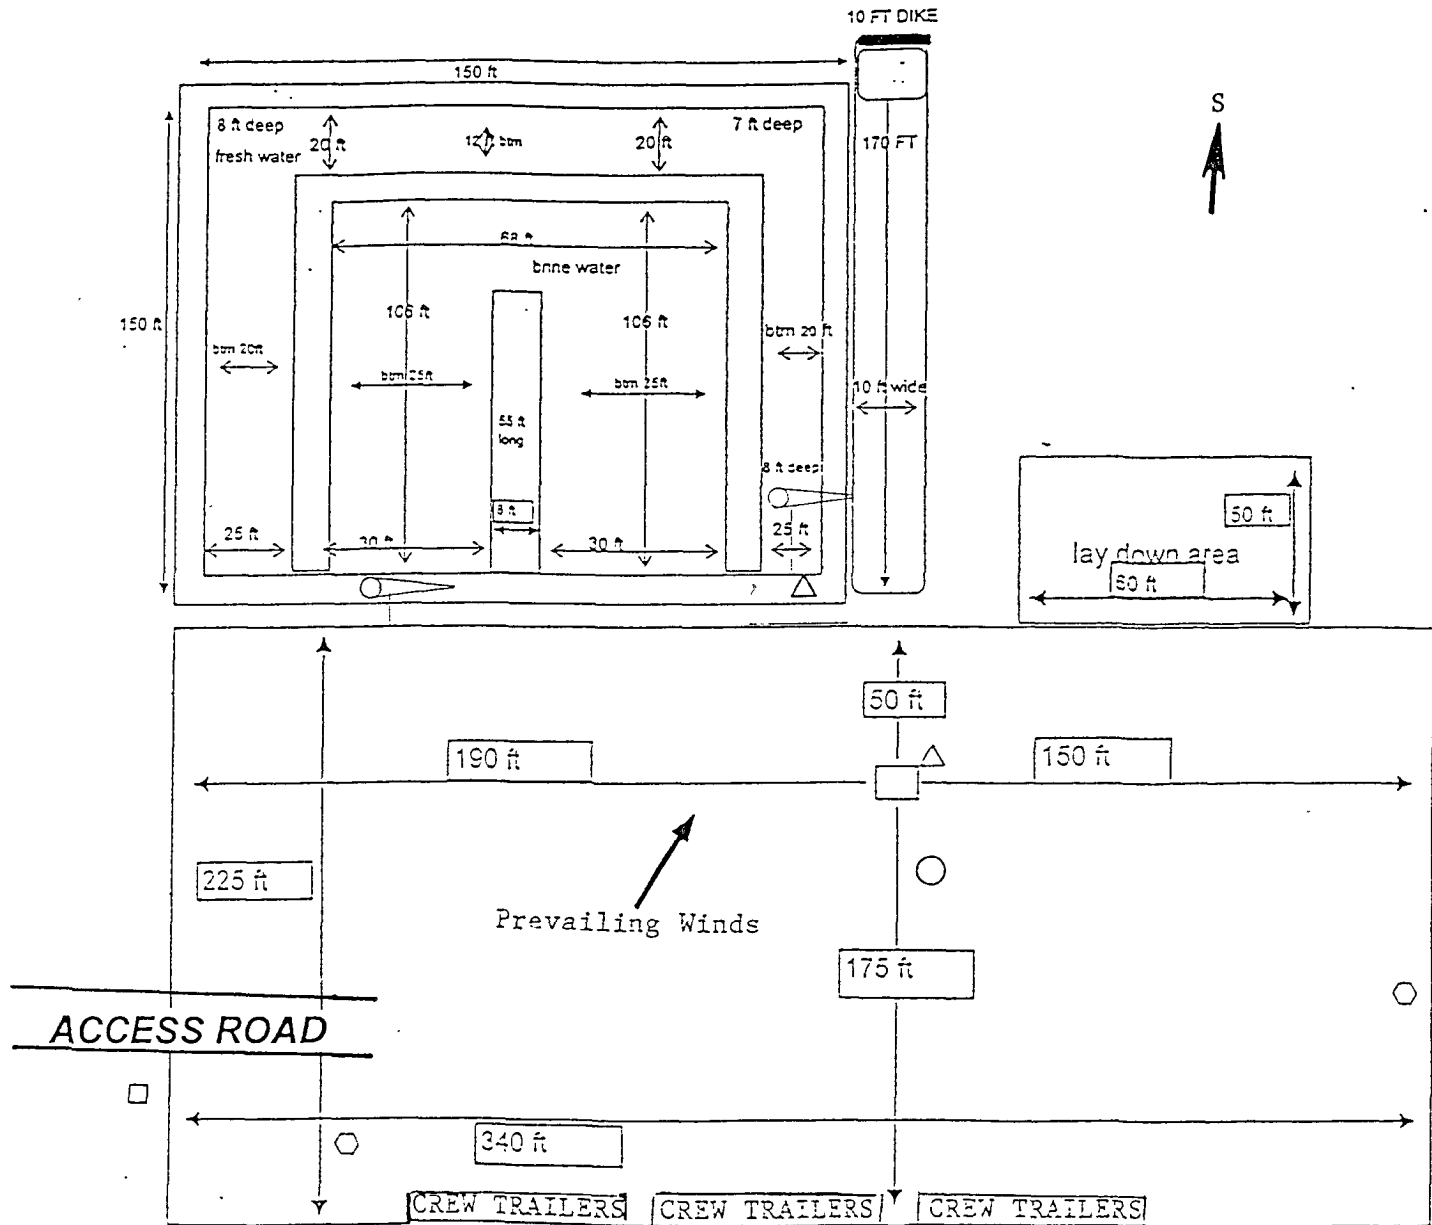 10 FT DIKE
150 ft
S
8 ft deep
7 ft deep
20 ft
12 ft btm
20 ft
170 FT
fresh water
68 ft
brine water
106 ft
106 ft
150 ft
btm 20ft
btm 20 ft
btm 25ft
btm 25ft
10 ft wide
55 ft
long
8 ft deep
8 ft
50 ft
25 ft
30 ft
30 ft
25 ft
lay down area
60 ft
50 ft
190 ft
150 ft
225 ft
Prevailing Winds
175 ft
ACCESS ROAD
340 ft
CREW TRAILERS
CREW TRAILERS
CREW TRAILERS